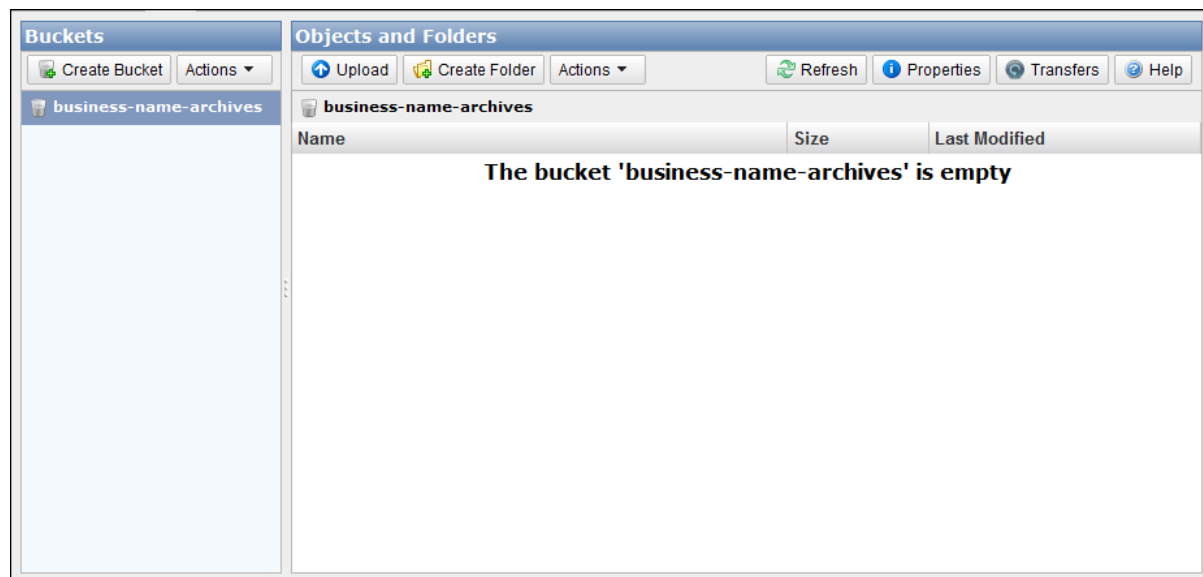 Buckets
Create Bucket Actions
business-name-archives
Objects and Folders
Upload Create Folder Actions Refresh Properties Transfers Help
business-name-archives
Name Size Last Modified
The bucket 'business-name-archives' is empty